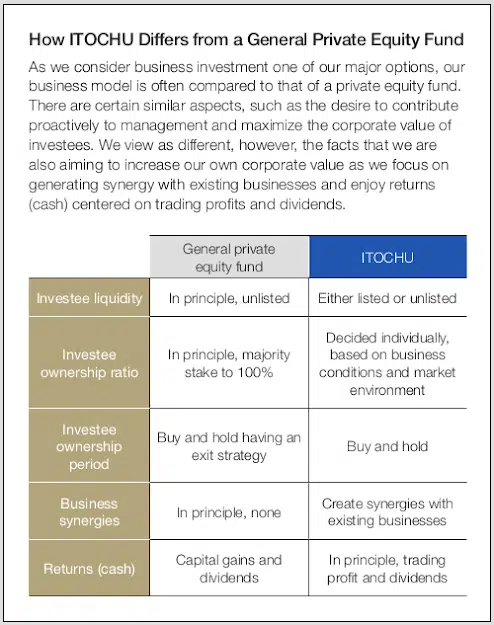 How ITOCHU Differs from a General Private Equity Fund
As we consider business investment one of our major options, our
business model is often compared to that of a private equity fund.
There are certain similar aspects, such as the desire to contribute
proactively to management and maximize the corporate value of
investees. We view as different, however, the facts that we are
also aiming to increase our own corporate value as we focus on
generating synergy with existing businesses and enjoy returns
(cash) centered on trading profits and dividends.
General private
equity fund
ITOCHU
Investee liquidity
In principle, unlisted
Either listed or unlisted
Investee
ownership ratio
In principle, majority
stake to 100%
Decided individually,
based on business
conditions and market
environment
Investee
ownership
period
Buy and hold having an
exit strategy
Buy and hold
Business
synergies
In principle, none
Create synergies with
existing businesses
Returns (cash)
Capital gains and
dividends
In principle, trading
profit and dividends